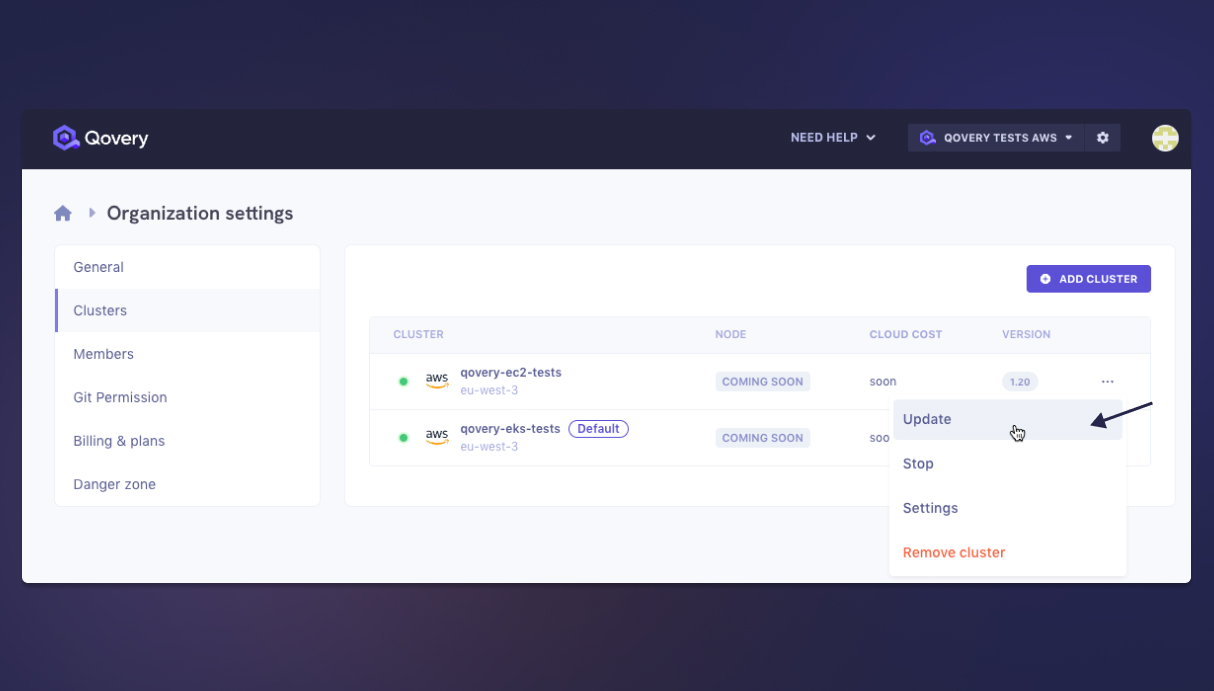 Qovery
NEED HELP
QOVERY TESTS AWS
Organization settings
General
Clusters
Members
Git Permission
Billing & plans
Danger zone
ADD CLUSTER
CLUSTER NODE CLOUD COST VERSION
aws qovery-ec2-tests COMING SOON soon 1.20 ...
eu-west-3
aws qovery-eks-tests Default COMING SOON soo
eu-west-3
Update
Stop
Settings
Remove cluster